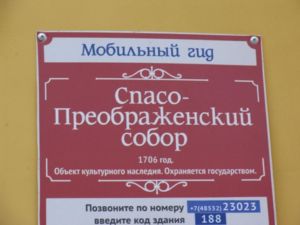 Мобильный гид
Спасо-
Преображенский
собор
1706 год.
Объект культурного наследия. Охраняется государством.
Позвоните по номеру +7(48332)23023
введите код здания 188